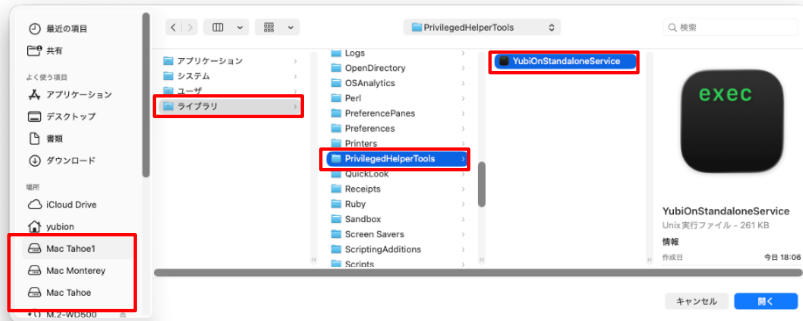 最近の項目
共有
よく使う項目
アプリケーション
デスクトップ
書類
ダウンロード
場所
iCloud Drive
yubion
Mac Tahoe1
Mac Monterey
Mac Tahoe
M.2-WD500
PrivilegedHelperTools
検索
アプリケーション
システム
ユーザ
ライブラリ
Logs
OpenDirectory
OSAnalytics
Perl
PreferencePanes
Preferences
Printers
PrivilegedHelperTools
QuickLook
Receipts
Ruby
Sandbox
Screen Savers
ScriptingAdditions
Scripts
YubiOnStandaloneService
exec
YubiOnStandaloneService
Unix実行ファイル - 261 KB
情報
作成日 今日 18:06
キャンセル
開く